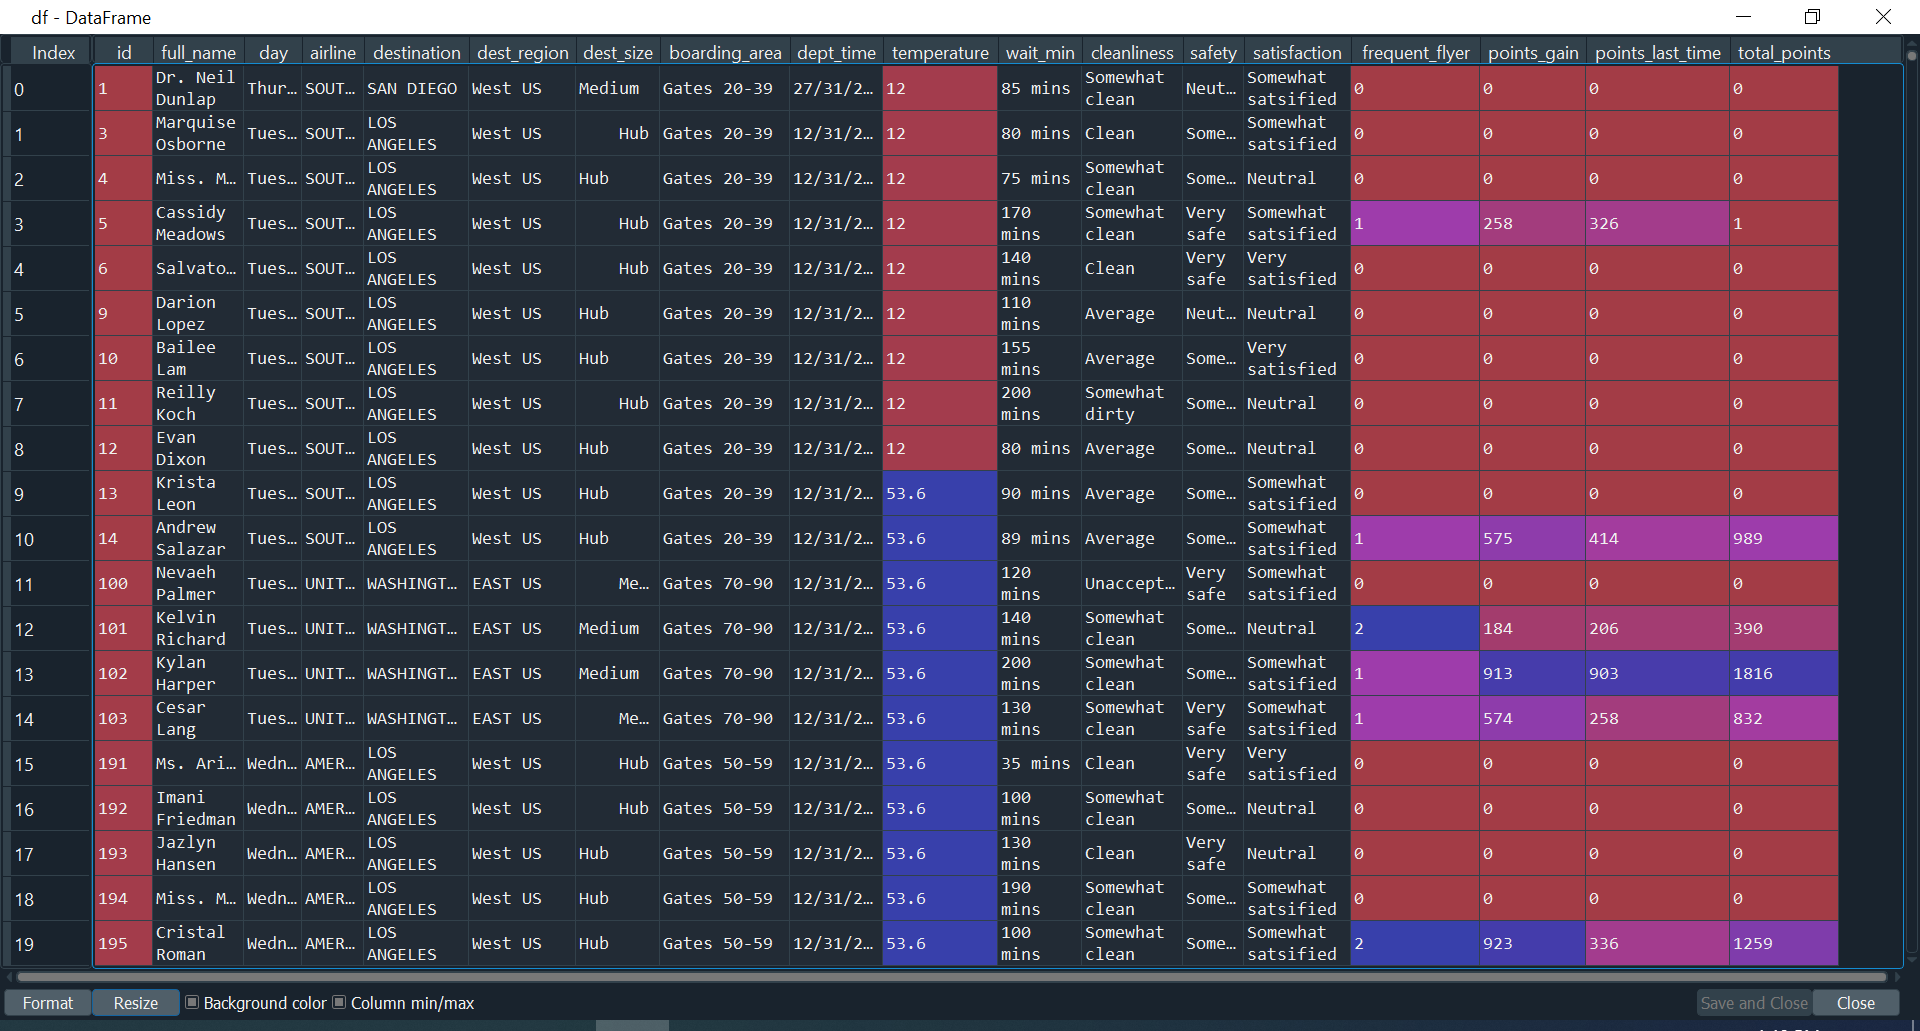 df - DataFrame
Index id full_name day airline destination dest_region dest_size boarding_area dept_time temperature wait_min cleanliness safety satisfaction frequent_flyer points_gain points_last_time total_points
0 1 Dr. Neil Dunlap Thur… SOUT… SAN DIEGO West US Medium Gates 20-39 27/31/2… 12 85 mins Somewhat clean Neut… Somewhat satsified 0 0 0 0
1 3 Marquise Osborne Tues… SOUT… LOS ANGELES West US Hub Gates 20-39 12/31/2… 12 80 mins Clean Some… Somewhat satsified 0 0 0 0
2 4 Miss. M… Tues… SOUT… LOS ANGELES West US Hub Gates 20-39 12/31/2… 12 75 mins Somewhat clean Some… Neutral 0 0 0 0
3 5 Cassidy Meadows Tues… SOUT… LOS ANGELES West US Hub Gates 20-39 12/31/2… 12 170 mins Somewhat clean Very safe Somewhat satsified 1 258 326 1
4 6 Salvato… Tues… SOUT… LOS ANGELES West US Hub Gates 20-39 12/31/2… 12 140 mins Clean Very safe Very satisfied 0 0 0 0
5 9 Darion Lopez Tues… SOUT… LOS ANGELES West US Hub Gates 20-39 12/31/2… 12 110 mins Average Neut… Neutral 0 0 0 0
6 10 Bailee Lam Tues… SOUT… LOS ANGELES West US Hub Gates 20-39 12/31/2… 12 155 mins Average Some… Very satisfied 0 0 0 0
7 11 Reilly Koch Tues… SOUT… LOS ANGELES West US Hub Gates 20-39 12/31/2… 12 200 mins Somewhat dirty Some… Neutral 0 0 0 0
8 12 Evan Dixon Tues… SOUT… LOS ANGELES West US Hub Gates 20-39 12/31/2… 12 80 mins Average Some… Neutral 0 0 0 0
9 13 Krista Leon Tues… SOUT… LOS ANGELES West US Hub Gates 20-39 12/31/2… 53.6 90 mins Average Some… Somewhat satsified 0 0 0 0
10 14 Andrew Salazar Tues… SOUT… LOS ANGELES West US Hub Gates 20-39 12/31/2… 53.6 89 mins Average Some… Somewhat satsified 1 575 414 989
11 100 Nevaeh Palmer Tues… UNIT… WASHINGT… EAST US Me… Gates 70-90 12/31/2… 53.6 120 mins Unaccept… Very safe Somewhat satsified 0 0 0 0
12 101 Kelvin Richard Tues… UNIT… WASHINGT… EAST US Medium Gates 70-90 12/31/2… 53.6 140 mins Somewhat clean Some… Neutral 2 184 206 390
13 102 Kylan Harper Tues… UNIT… WASHINGT… EAST US Medium Gates 70-90 12/31/2… 53.6 200 mins Somewhat clean Some… Somewhat satsified 1 913 903 1816
14 103 Cesar Lang Tues… UNIT… WASHINGT… EAST US Me… Gates 70-90 12/31/2… 53.6 130 mins Somewhat clean Very safe Somewhat satsified 1 574 258 832
15 191 Ms. Ari… Wedn… AMER… LOS ANGELES West US Hub Gates 50-59 12/31/2… 53.6 35 mins Clean Very safe Very satisfied 0 0 0 0
16 192 Imani Friedman Wedn… AMER… LOS ANGELES West US Hub Gates 50-59 12/31/2… 53.6 100 mins Somewhat clean Some… Neutral 0 0 0 0
17 193 Jazlyn Hansen Wedn… AMER… LOS ANGELES West US Hub Gates 50-59 12/31/2… 53.6 130 mins Clean Very safe Neutral 0 0 0 0
18 194 Miss. M… Wedn… AMER… LOS ANGELES West US Hub Gates 50-59 12/31/2… 53.6 190 mins Somewhat clean Some… Somewhat satsified 0 0 0 0
19 195 Cristal Roman Wedn… AMER… LOS ANGELES West US Hub Gates 50-59 12/31/2… 53.6 100 mins Somewhat clean Some… Somewhat satsified 2 923 336 1259
Format Resize Background color Column min/max Save and Close Close